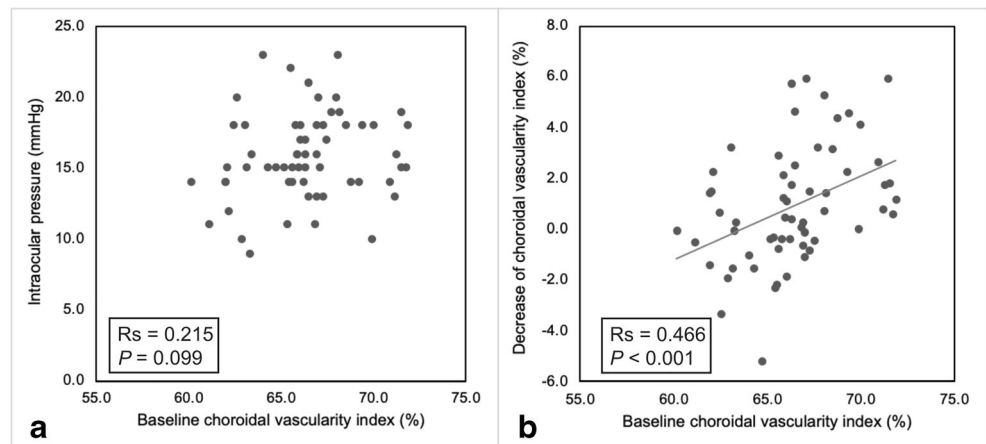 25.0
20.0
15.0
10.0
5.0
0.0
Intraocular pressure (mmHg)
Rs = 0.215
P = 0.099
55.0 60.0 65.0 70.0 75.0
Baseline choroidal vascularity index (%)
a
8.0
6.0
4.0
2.0
0.0
-2.0
-4.0
-6.0
Decrease of choroidal vascularity index (%)
Rs = 0.466
P < 0.001
55.0 60.0 65.0 70.0 75.0
Baseline choroidal vascularity index (%)
b